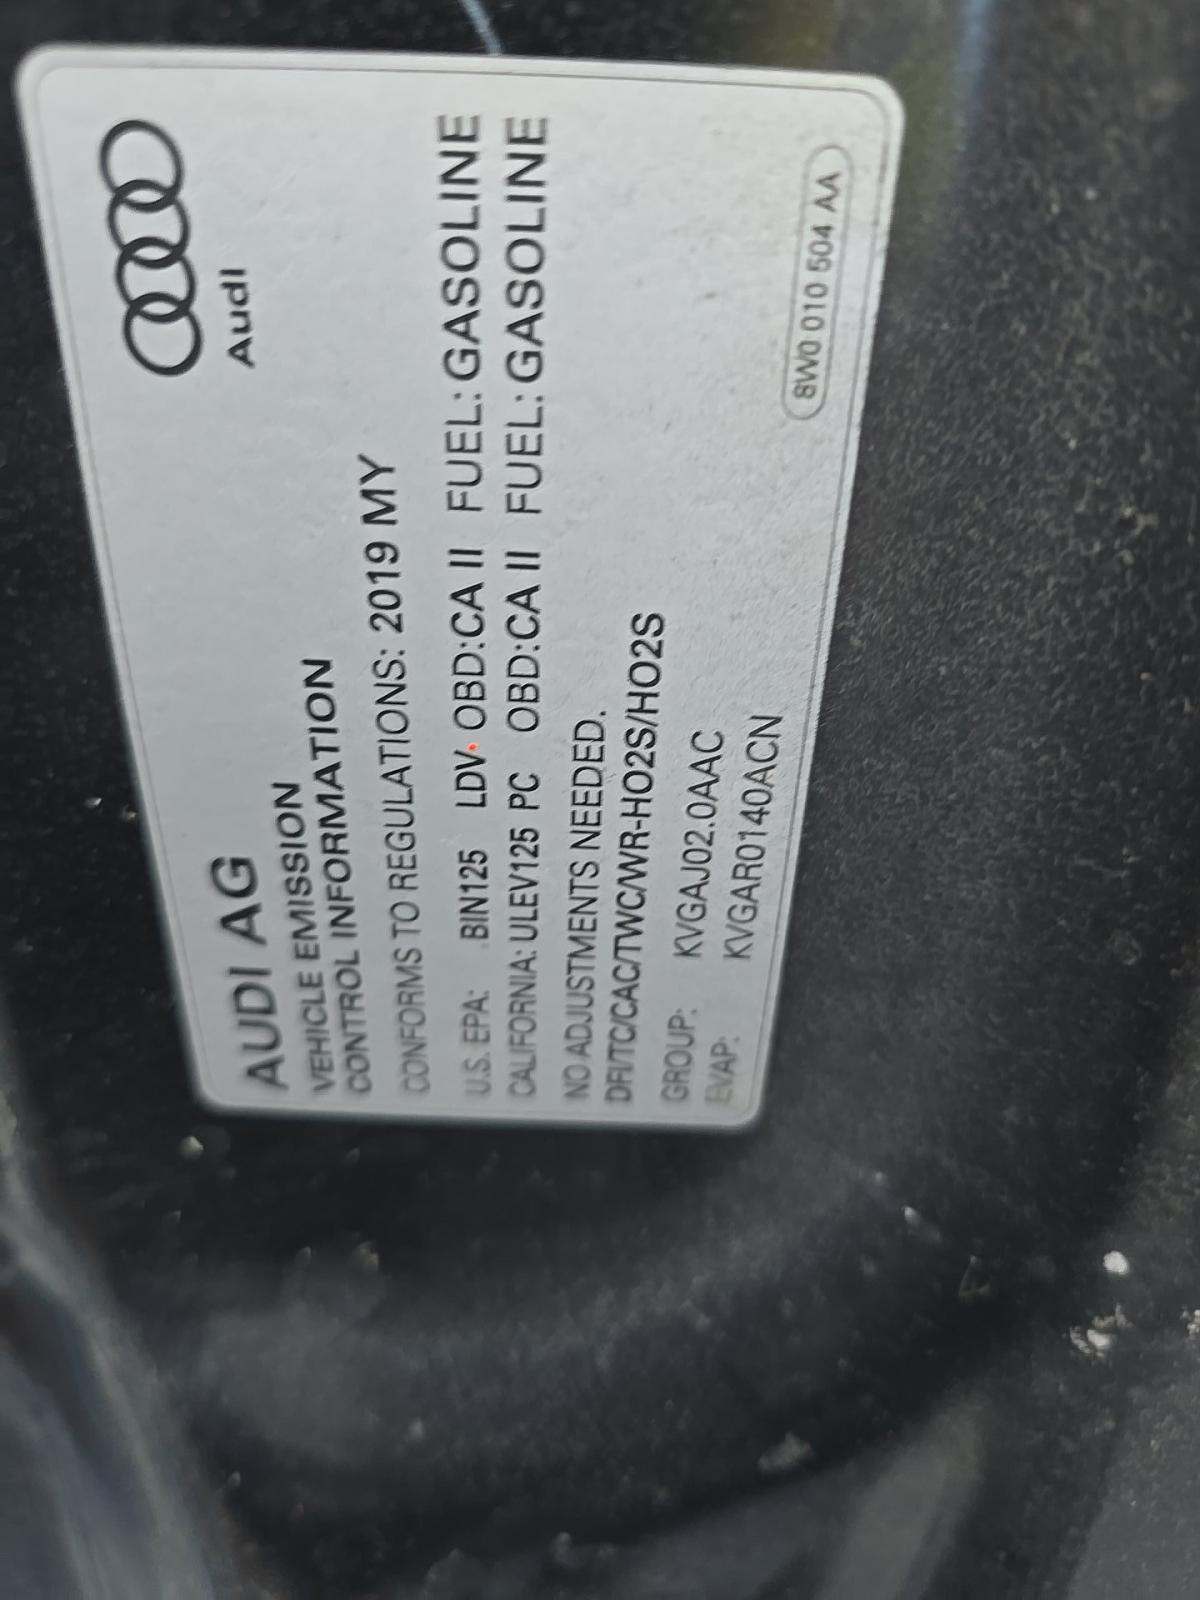 Audi
AUDI AG
VEHICLE EMISSION
CONTROL INFORMATION
CONFORMS TO REGULATIONS: 2019 MY
U.S. EPA: BIN125 LDV OBD:CA II FUEL: GASOLINE
CALIFORNIA: ULEV125 PC OBD:CA II FUEL: GASOLINE
NO ADJUSTMENTS NEEDED.
DFI/TC/CAC/TWC/WR-HO2S/HO2S
GROUP: KVGAJ02.0AAC
EVAP: KVGAR0140ACN
8W0 010 504 AA